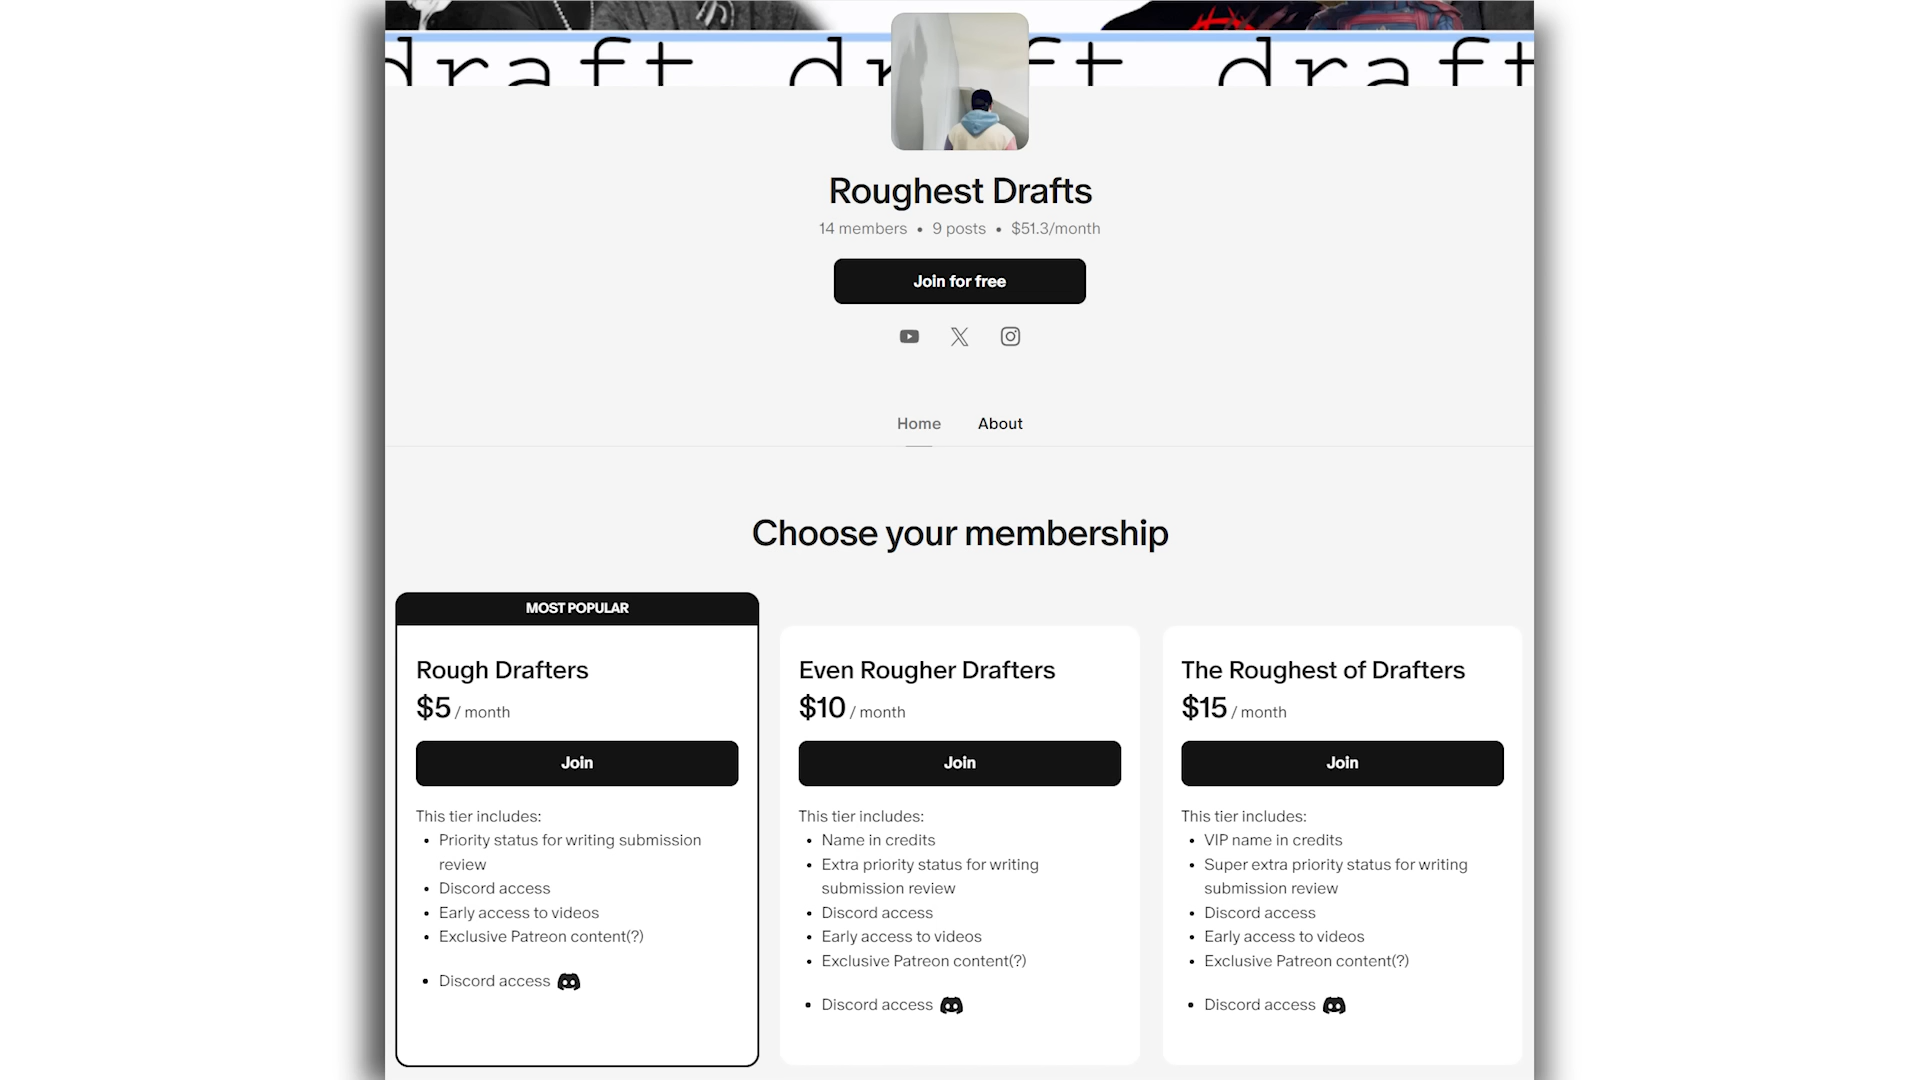 draft draft draft
Roughest Drafts
14 members • 9 posts • $51.3/month
Join for free
Home About
Choose your membership
MOST POPULAR
Rough Drafters
$5 / month
Join
This tier includes:
• Priority status for writing submission
review
• Discord access
• Early access to videos
• Exclusive Patreon content(?)
• Discord access
Even Rougher Drafters
$10 / month
Join
This tier includes:
• Name in credits
• Extra priority status for writing
submission review
• Discord access
• Early access to videos
• Exclusive Patreon content(?)
• Discord access
The Roughest of Drafters
$15 / month
Join
This tier includes:
• VIP name in credits
• Super extra priority status for writing
submission review
• Discord access
• Early access to videos
• Exclusive Patreon content(?)
• Discord access